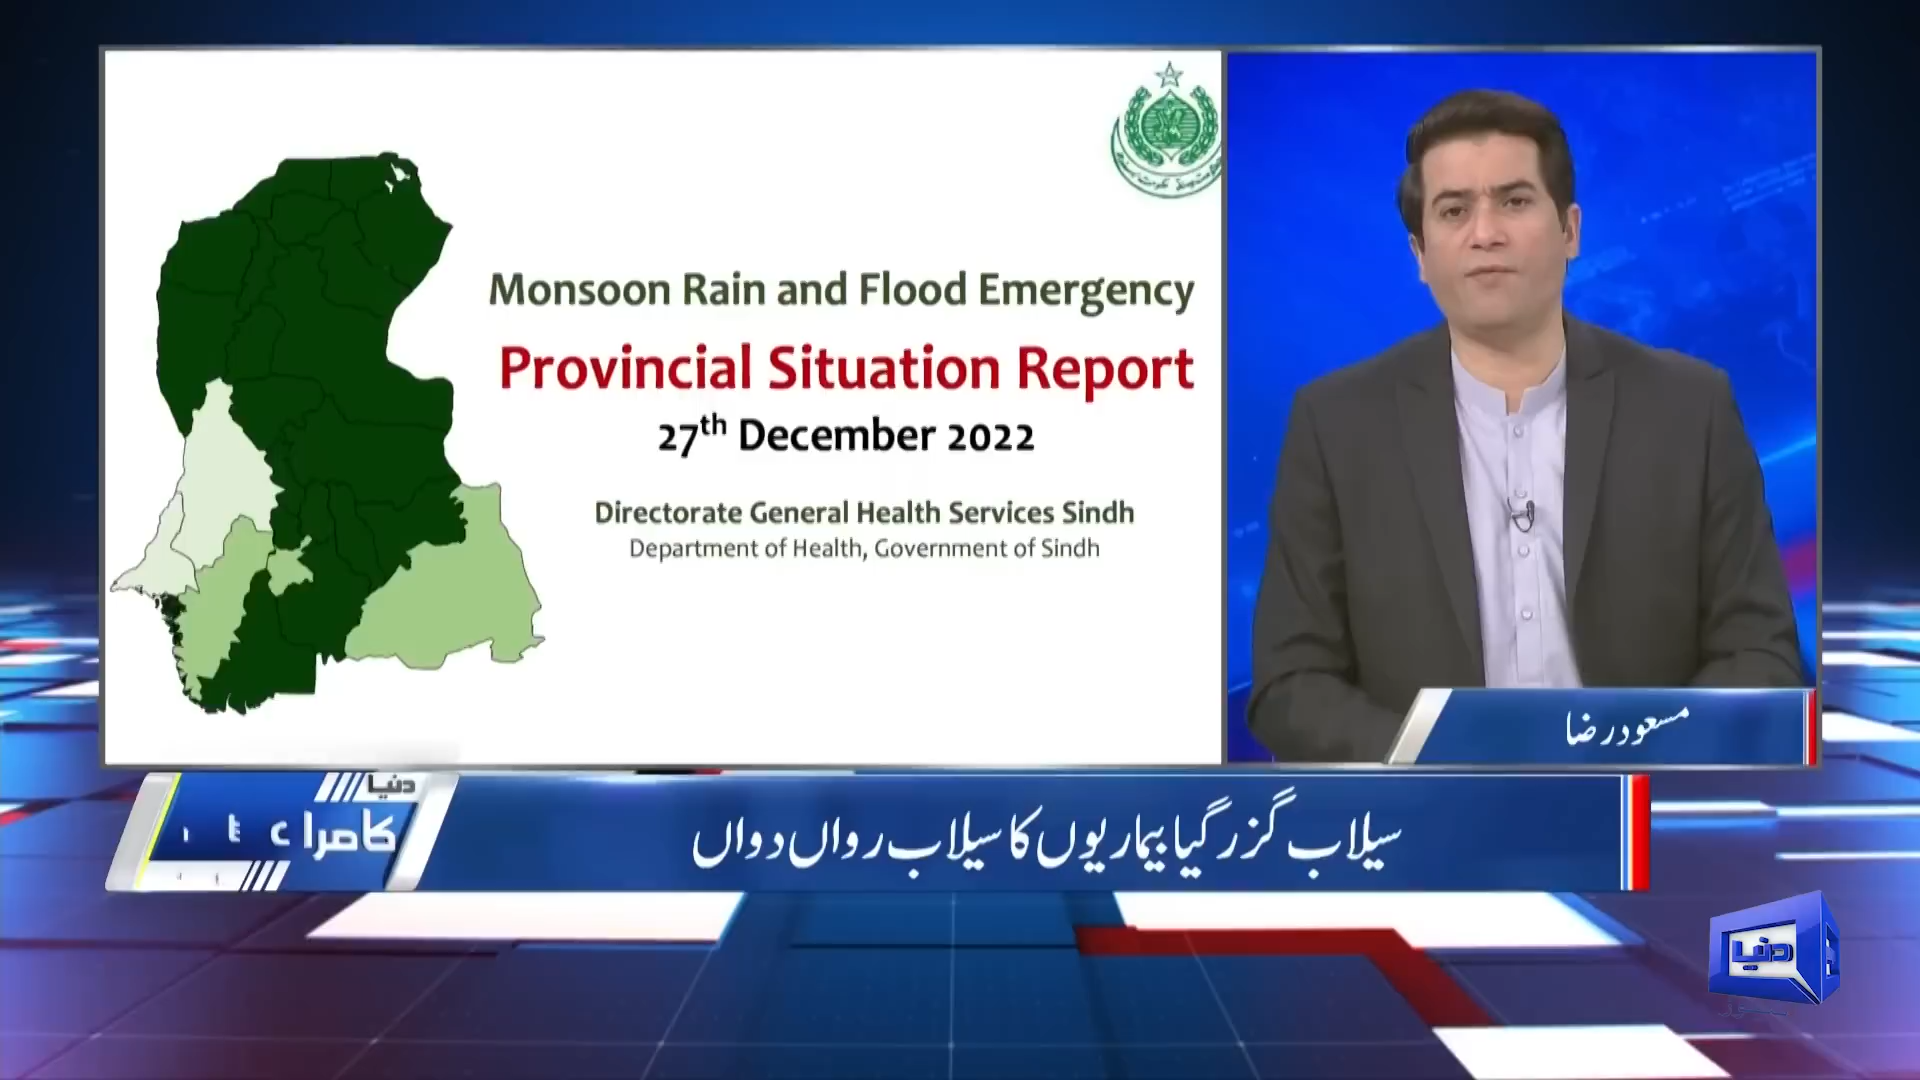 Monsoon Rain and Flood Emergency
Provincial Situation Report
27th December 2022
Directorate General Health Services Sindh
Department of Health, Government of Sindh
مسعود رضا
دنیا
کامران
سیلاب گزر گیا بیماریوں کا سیلاب رواں دواں
دنیا